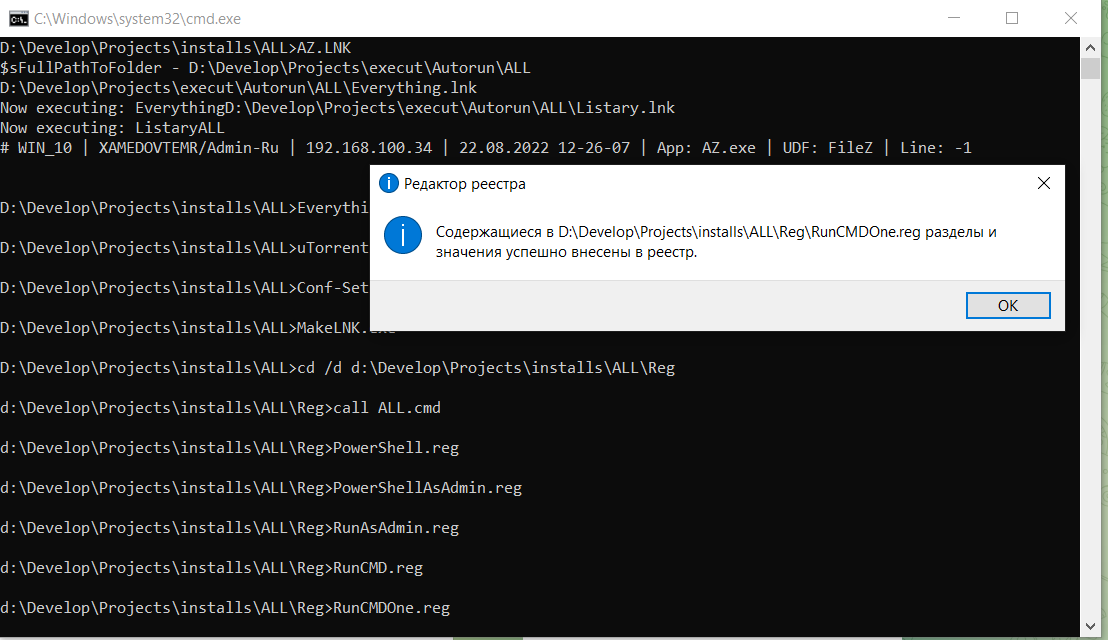 C:\Windows\system32\cmd.exe
D:\Develop\Projects\installs\ALL>AZ.LNK
$sFullPathToFolder - D:\Develop\Projects\execut\Autorun\ALL
D:\Develop\Projects\execut\Autorun\ALL\Everything.lnk
Now executing: EverythingD:\Develop\Projects\execut\Autorun\ALL\Listary.lnk
Now executing: ListaryALL
# WIN_10 | XAMEDOVTEMR/Admin-Ru | 192.168.100.34 | 22.08.2022 12-26-07 | App: AZ.exe | UDF: FileZ | Line: -1
Редактор реестра
Содержащиеся в D:\Develop\Projects\installs\ALL\Reg\RunCMDOne.reg разделы и
значения успешно внесены в реестр.
OK
D:\Develop\Projects\installs\ALL>Everythi
D:\Develop\Projects\installs\ALL>uTorrent
D:\Develop\Projects\installs\ALL>Conf-Set
D:\Develop\Projects\installs\ALL>MakeLNK.exe
D:\Develop\Projects\installs\ALL>cd /d d:\Develop\Projects\installs\ALL\Reg
d:\Develop\Projects\installs\ALL\Reg>call ALL.cmd
d:\Develop\Projects\installs\ALL\Reg>PowerShell.reg
d:\Develop\Projects\installs\ALL\Reg>PowerShellAsAdmin.reg
d:\Develop\Projects\installs\ALL\Reg>RunAsAdmin.reg
d:\Develop\Projects\installs\ALL\Reg>RunCMD.reg
d:\Develop\Projects\installs\ALL\Reg>RunCMDOne.reg